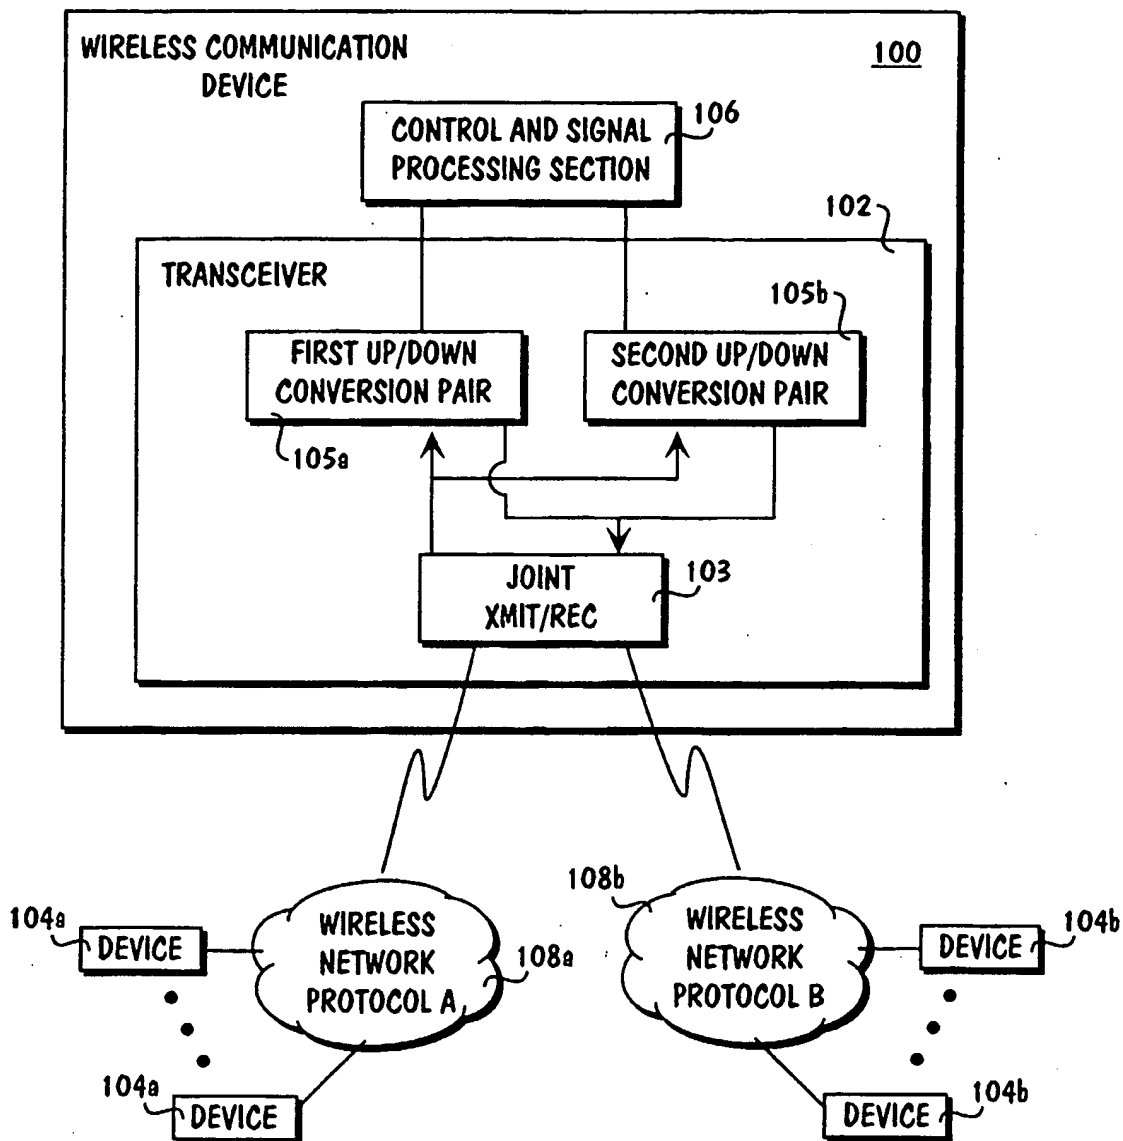 WIRELESS COMMUNICATION
DEVICE
100
CONTROL AND SIGNAL
PROCESSING SECTION
106
102
TRANSCEIVER
105b
FIRST UP/DOWN
CONVERSION PAIR
SECOND UP/DOWN
CONVERSION PAIR
105a
JOINT
XMIT/REC
103
104a
DEVICE
WIRELESS
NETWORK
PROTOCOL A
108a
108b
WIRELESS
NETWORK
PROTOCOL B
104b
DEVICE
104a
DEVICE
104b
DEVICE